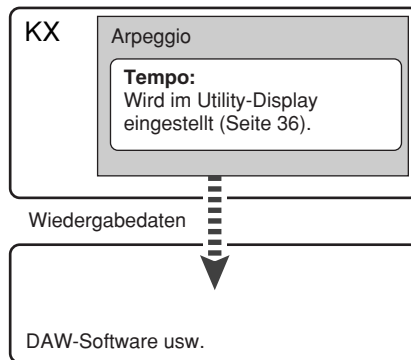 KX
Arpeggio
Tempo:
Wird im Utility-Display
eingestellt (Seite 36).
Wiedergabedaten
DAW-Software usw.